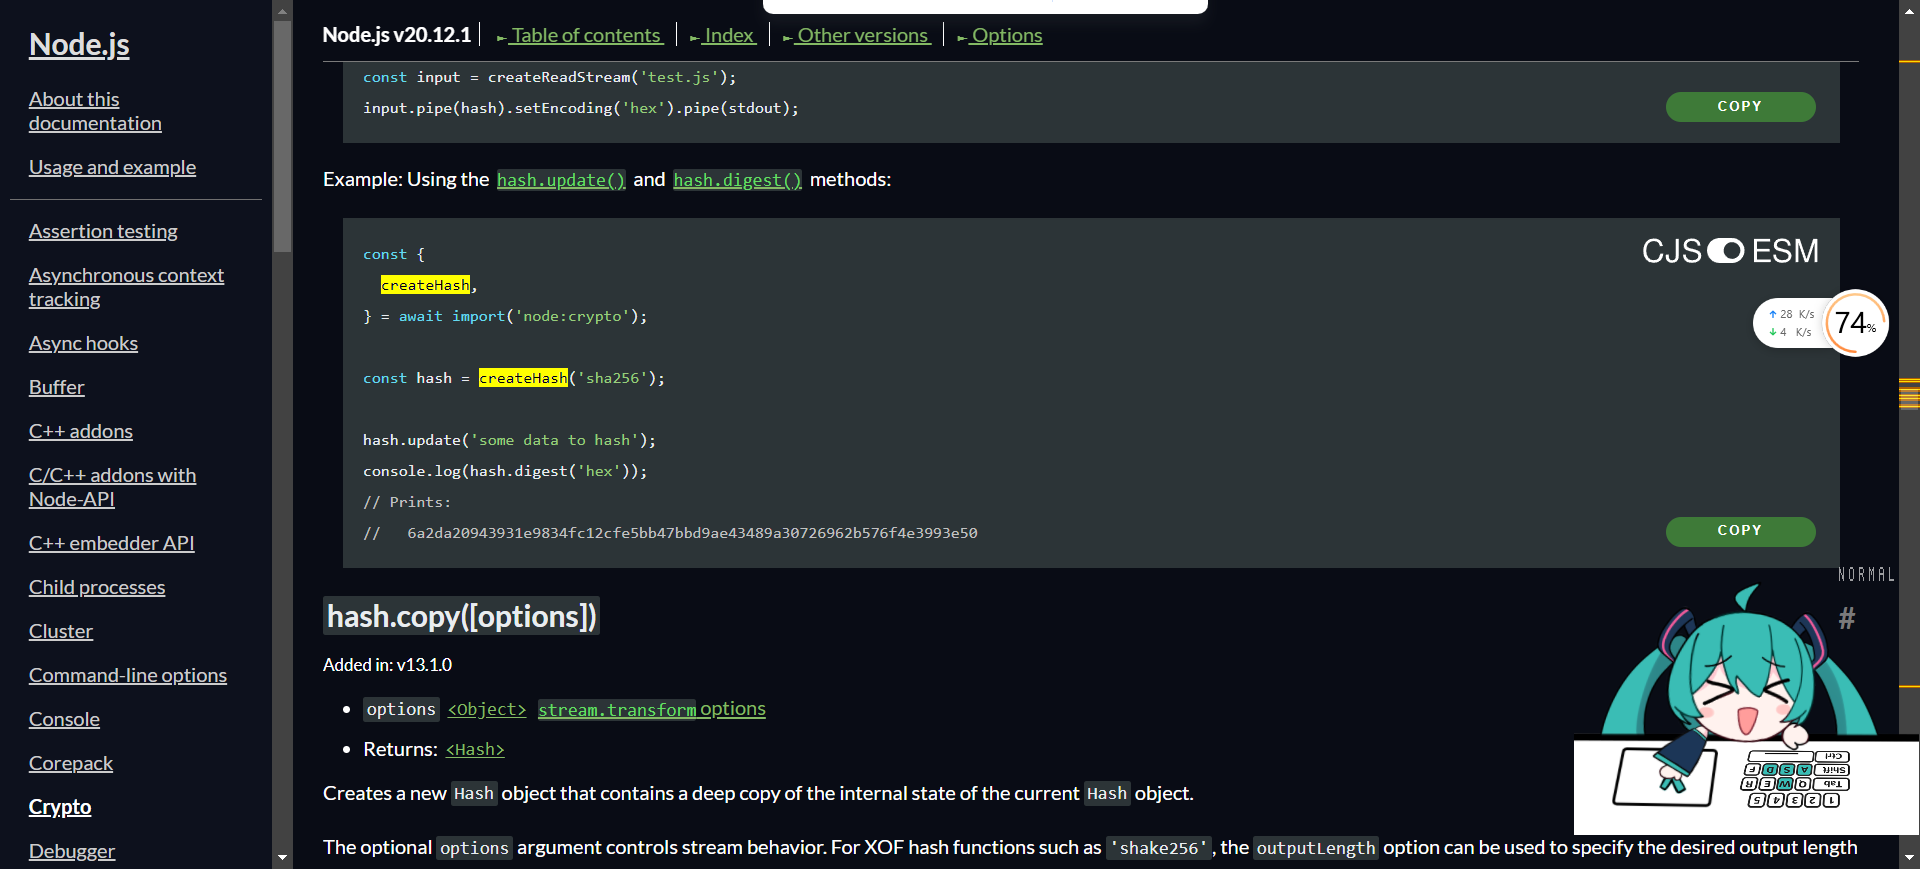 Node.js
About this
documentation
Usage and example
Assertion testing
Asynchronous context
tracking
Async hooks
Buffer
C++ addons
C/C++ addons with
Node-API
C++ embedder API
Child processes
Cluster
Command-line options
Console
Corepack
Crypto
Debugger
Node.js v20.12.1
► Table of contents
► Index
► Other versions
► Options
const input = createReadStream('test.js');
input.pipe(hash).setEncoding('hex').pipe(stdout);
COPY
Example: Using the hash.update() and hash.digest() methods:
CJS ESM
const {
createHash,
} = await import('node:crypto');
const hash = createHash('sha256');
hash.update('some data to hash');
console.log(hash.digest('hex'));
// Prints:
//   6a2da20943931e9834fc12cfe5bb47bbd9ae43489a30726962b576f4e3993e50
COPY
↑ 28 K/s
↓ 4 K/s
74%
hash.copy([options])
Added in: v13.1.0
• options <Object> stream.transform options
• Returns: <Hash>
Creates a new Hash object that contains a deep copy of the internal state of the current Hash object.
The optional options argument controls stream behavior. For XOF hash functions such as 'shake256', the outputLength option can be used to specify the desired output length
NORMAL
#
Ctrl
F D S A Shift
R E W Q Tab
5 4 3 2 1